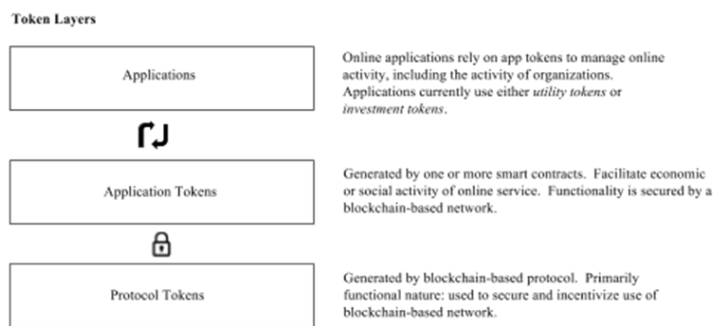 Token Layers
Applications
Online applications rely on app tokens to manage online
activity, including the activity of organizations.
Applications currently use either utility tokens or
investment tokens.
Application Tokens
Generated by one or more smart contracts. Facilitate economic
or social activity of online service. Functionality is secured by a
blockchain-based network.
Protocol Tokens
Generated by blockchain-based protocol. Primarily
functional nature: used to secure and incentivize use of
blockchain-based network.